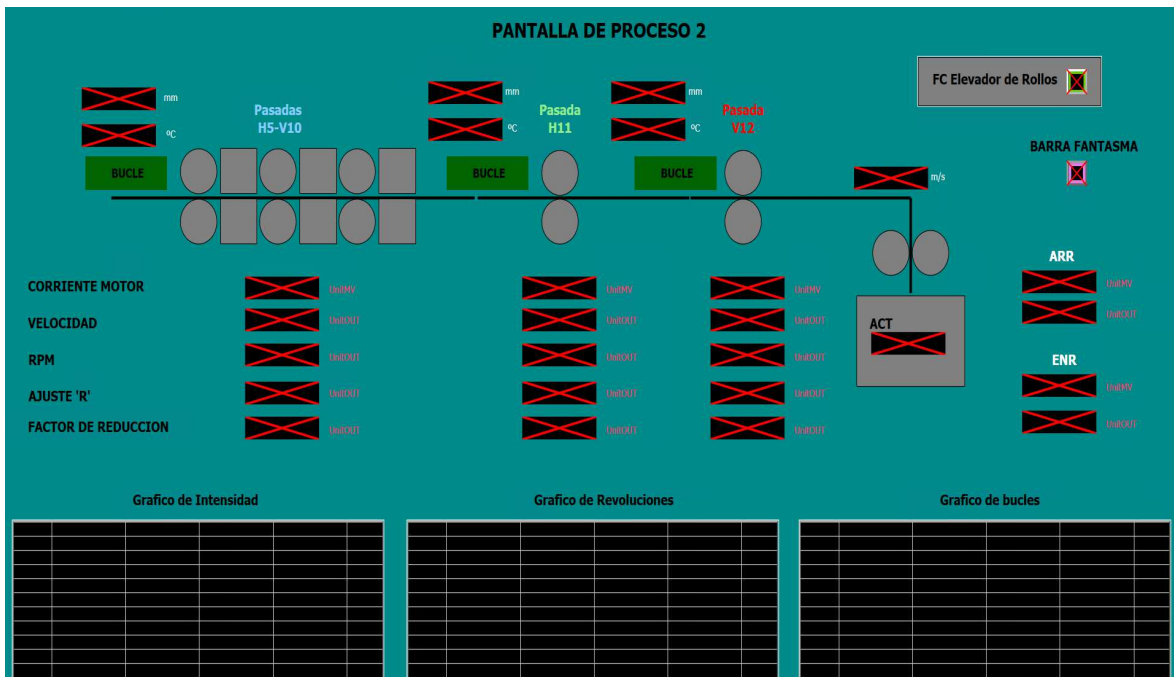 PANTALLA DE PROCESO 2
FC Elevador de Rollos
mm
mm
mm
Pasadas
H5-V10
Pasada
H11
Pasada
V12
ºC
ºC
ºC
BARRA FANTASMA
BUCLE
BUCLE
BUCLE
m/s
ARR
CORRIENTE MOTOR
UnitMV
UnitMV
UnitMV
UnitMV
VELOCIDAD
UnitOUT
UnitOUT
UnitOUT
ACT
UnitOUT
RPM
UnitOUT
UnitOUT
UnitOUT
ENR
AJUSTE 'R'
UnitOUT
UnitOUT
UnitOUT
UnitMV
FACTOR DE REDUCCION
UnitOUT
UnitOUT
UnitOUT
UnitOUT
Grafico de Intensidad
Grafico de Revoluciones
Grafico de bucles